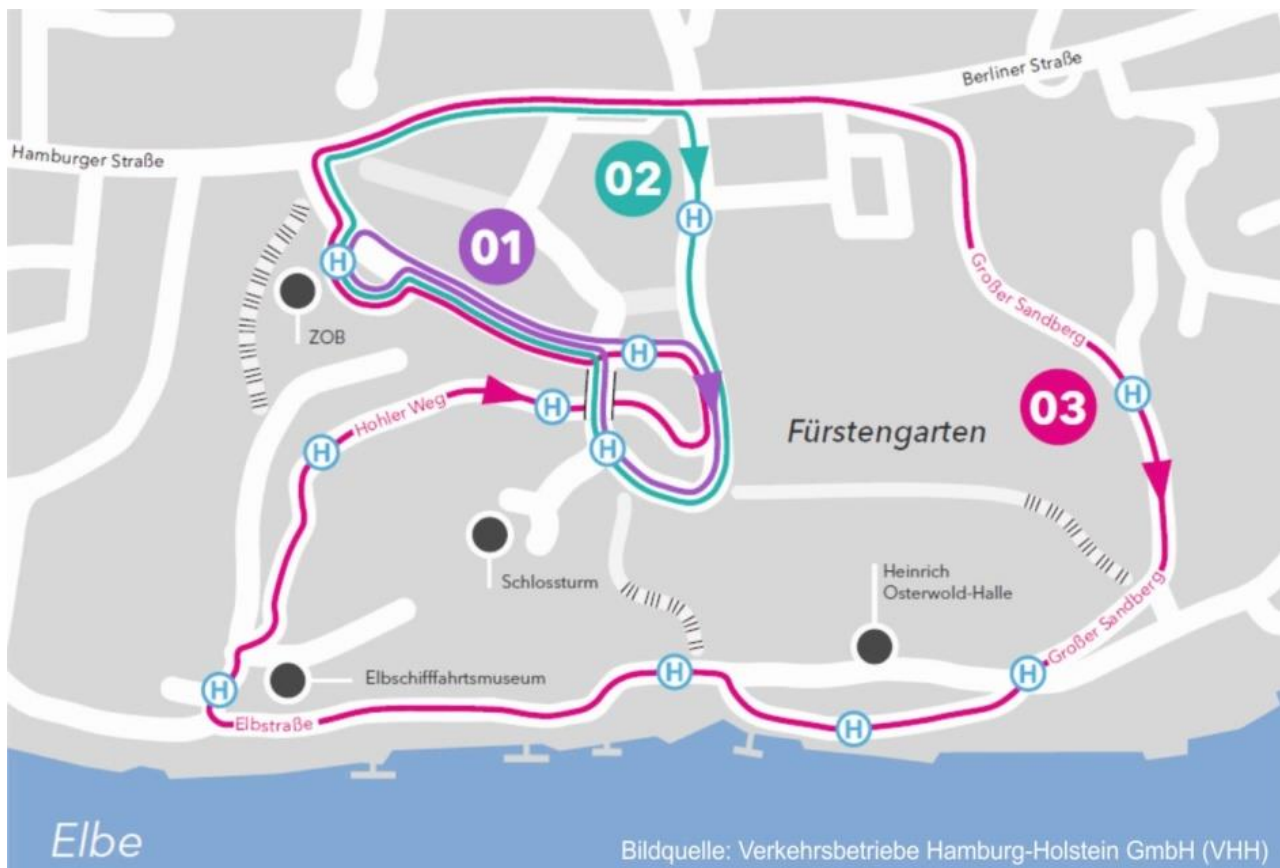 Berliner Straße
Hamburger Straße
02
H
01
H
ZOB
H
Großer Sandberg
H
03
Hohler Weg
H
H
H
Fürstengarten
Schlossturm
Heinrich
Osterwold-Halle
Großer Sandberg
Elbschifffahrtsmuseum
H
H
H
Elbstraße
H
Elbe
Bildquelle: Verkehrsbetriebe Hamburg-Holstein GmbH (VHH)